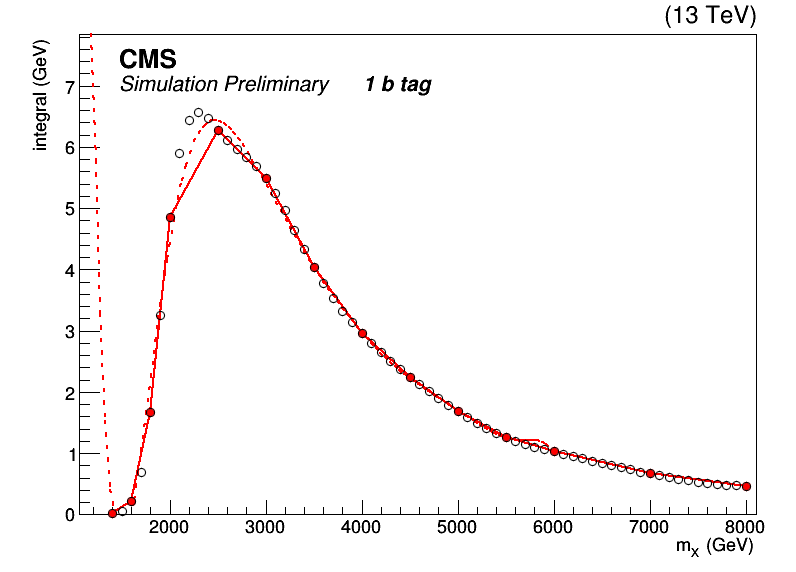 (13 TeV)
integral (GeV)
CMS
Simulation Preliminary 1 b tag
7
6
5
4
3
2
1
0
2000 3000 4000 5000 6000 7000 8000
mX (GeV)